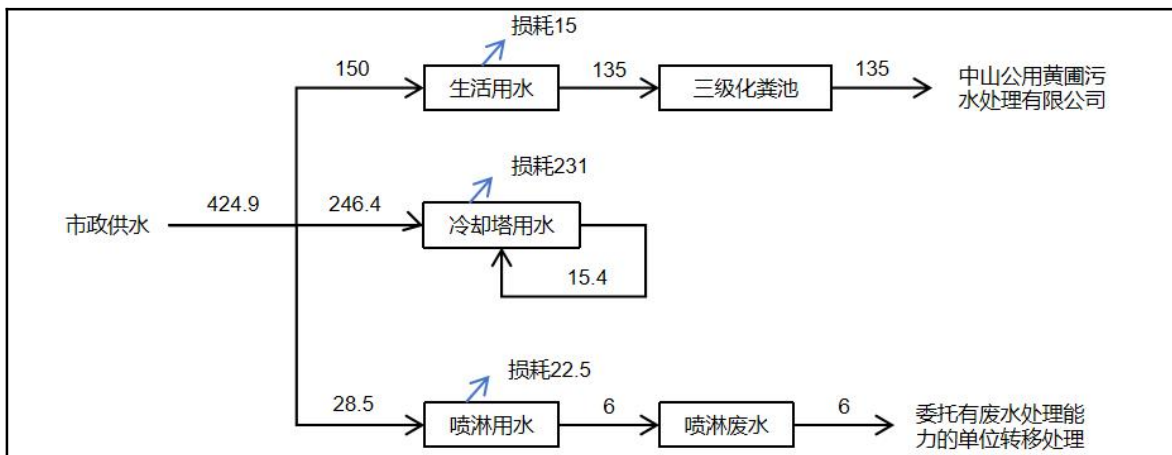 损耗15
150
生活用水
135
三级化粪池
135
中山公用黄圃污
水处理有限公司
损耗231
市政供水
424.9
246.4
冷却塔用水
15.4
损耗22.5
28.5
喷淋用水
6
喷淋废水
6
委托有废水处理能
力的单位转移处理